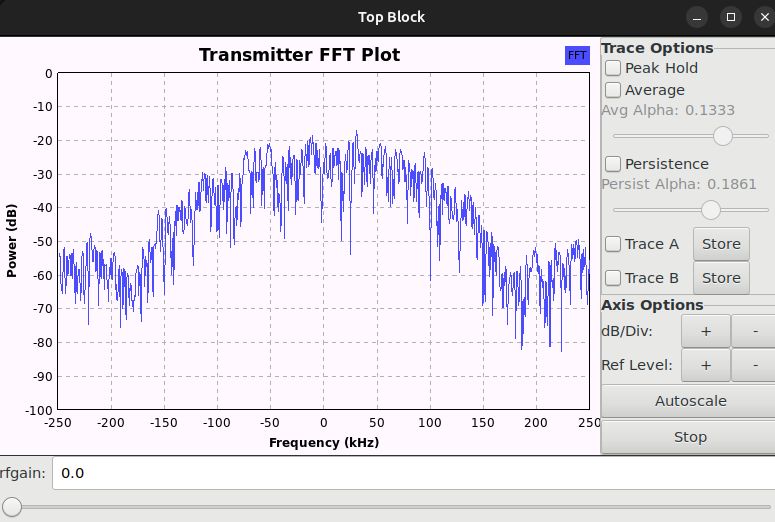 Top Block
Transmitter FFT Plot
FFT
0
-10
-20
-30
-40
-50
-60
-70
-80
-90
-100
Power (dB)
-250 -200 -150 -100 -50 0 50 100 150 200 250
Frequency (kHz)
Trace Options
Peak Hold
Average
Avg Alpha: 0.1333
Persistence
Persist Alpha: 0.1861
Trace A Store
Trace B Store
Axis Options
dB/Div: + -
Ref Level: + -
Autoscale
Stop
rfgain: 0.0